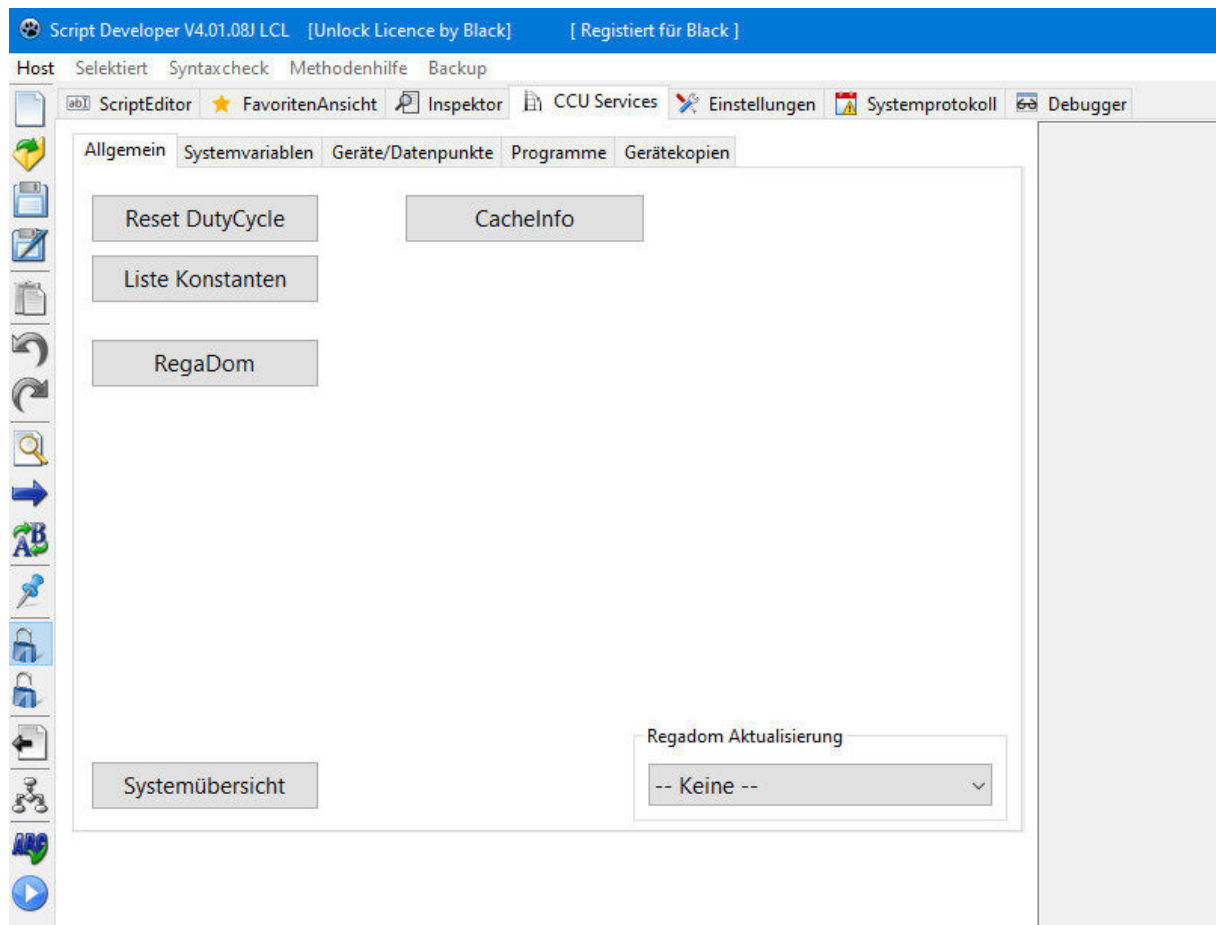 Script Developer V4.01.08J LCL [Unlock Licence by Black] [ Registiert für Black ]
Host Selektiert Syntaxcheck Methodenhilfe Backup
ScriptEditor FavoritenAnsicht Inspektor CCU Services Einstellungen Systemprotokoll Debugger
Allgemein Systemvariablen Geräte/Datenpunkte Programme Gerätekopien
Reset DutyCycle CacheInfo
Liste Konstanten
RegaDom
Regadom Aktualisierung
Systemübersicht -- Keine --